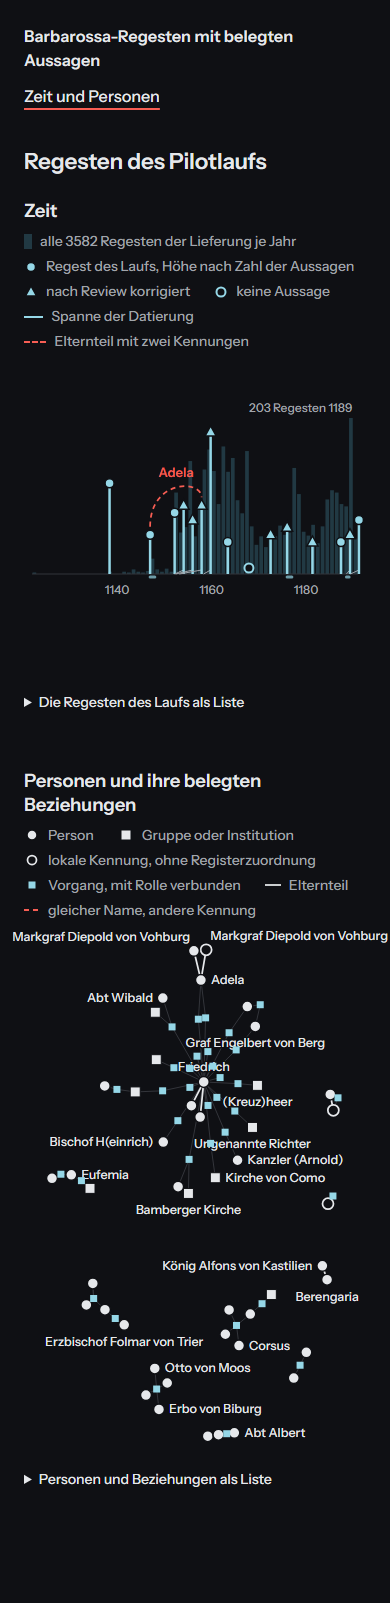 Barbarossa-Regesten mit belegten
Aussagen
Zeit und Personen
Regesten des Pilotlaufs
Zeit
alle 3582 Regesten der Lieferung je Jahr
Regest des Laufs, Höhe nach Zahl der Aussagen
nach Review korrigiert
keine Aussage
Spanne der Datierung
Elternteil mit zwei Kennungen
203 Regesten 1189
Adela
1140
1160
1180
Die Regesten des Laufs als Liste
Personen und ihre belegten
Beziehungen
Person
Gruppe oder Institution
lokale Kennung, ohne Registerzuordnung
Vorgang, mit Rolle verbunden
Elternteil
gleicher Name, andere Kennung
Markgraf Diepold von Vohburg
Markgraf Diepold von Vohburg
Adela
Abt Wibald
Graf Engelbert von Berg
Friedrich
(Kreuz)heer
Bischof H(einrich)
Ungenannte Richter
Kanzler (Arnold)
Eufemia
Kirche von Como
Bamberger Kirche
König Alfons von Kastilien
Berengaria
Erzbischof Folmar von Trier
Corsus
Otto von Moos
Erbo von Biburg
Abt Albert
Personen und Beziehungen als Liste